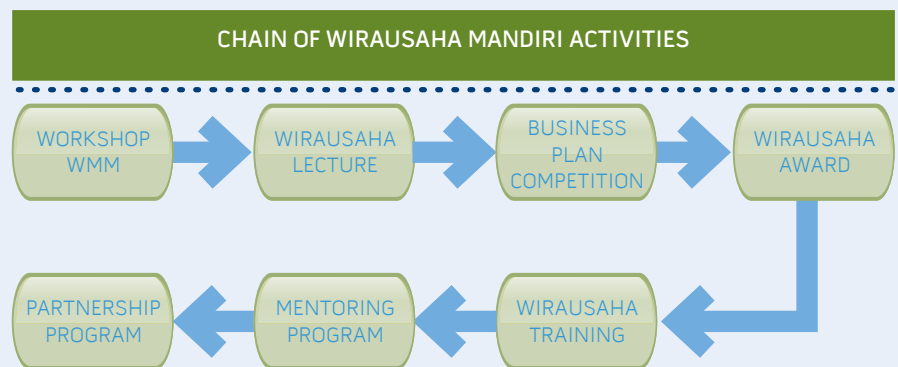 CHAIN OF WIRAUSAHA MANDIRI ACTIVITIES
WORKSHOP
WMM
WIRAUSAHA
LECTURE
BUSINESS
PLAN
COMPETITION
WIRAUSAHA
AWARD
WIRAUSAHA
TRAINING
MENTORING
PROGRAM
PARTNERSHIP
PROGRAM